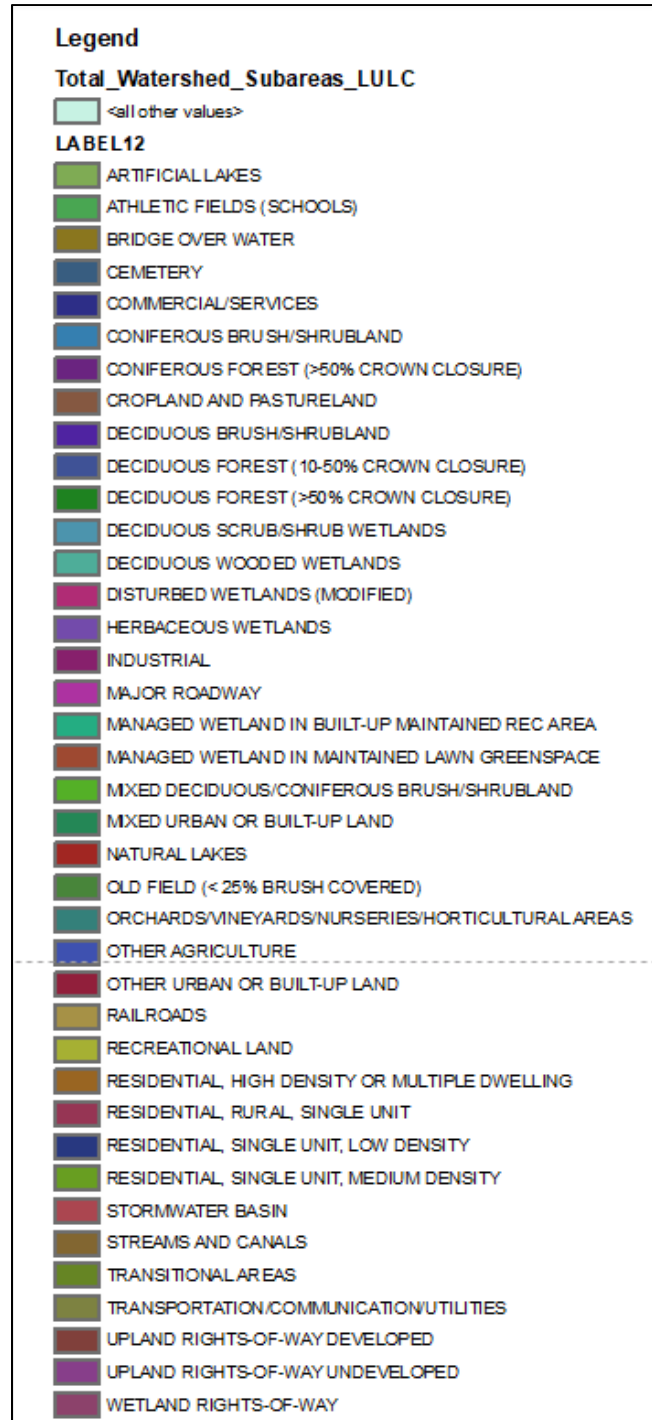 Legend
Total_Watershed_Subareas_LULC
<all other values>
LABEL12
ARTIFICIAL LAKES
ATHLETIC FIELDS (SCHOOLS)
BRIDGE OVER WATER
CEMETERY
COMMERCIAL/SERVICES
CONIFEROUS BRUSH/SHRUBLAND
CONIFEROUS FOREST (>50% CROWN CLOSURE)
CROPLAND AND PASTURELAND
DECIDUOUS BRUSH/SHRUBLAND
DECIDUOUS FOREST (10-50% CROWN CLOSURE)
DECIDUOUS FOREST (>50% CROWN CLOSURE)
DECIDUOUS SCRUB/SHRUB WETLANDS
DECIDUOUS WOODED WETLANDS
DISTURBED WETLANDS (MODIFIED)
HERBACEOUS WETLANDS
INDUSTRIAL
MAJOR ROADWAY
MANAGED WETLAND IN BUILT-UP MAINTAINED REC AREA
MANAGED WETLAND IN MAINTAINED LAWN GREENSPACE
MIXED DECIDUOUS/CONIFEROUS BRUSH/SHRUBLAND
MIXED URBAN OR BUILT-UP LAND
NATURAL LAKES
OLD FIELD (< 25% BRUSH COVERED)
ORCHARDS/VINEYARDS/NURSERIES/HORTICULTURAL AREAS
OTHER AGRICULTURE
OTHER URBAN OR BUILT-UP LAND
RAILROADS
RECREATIONAL LAND
RESIDENTIAL, HIGH DENSITY OR MULTIPLE DWELLING
RESIDENTIAL, RURAL, SINGLE UNIT
RESIDENTIAL, SINGLE UNIT, LOW DENSITY
RESIDENTIAL, SINGLE UNIT, MEDIUM DENSITY
STORMWATER BASIN
STREAMS AND CANALS
TRANSITIONAL AREAS
TRANSPORTATION/COMMUNICATION/UTILITIES
UPLAND RIGHTS-OF-WAY DEVELOPED
UPLAND RIGHTS-OF-WAY UNDEVELOPED
WETLAND RIGHTS-OF-WAY